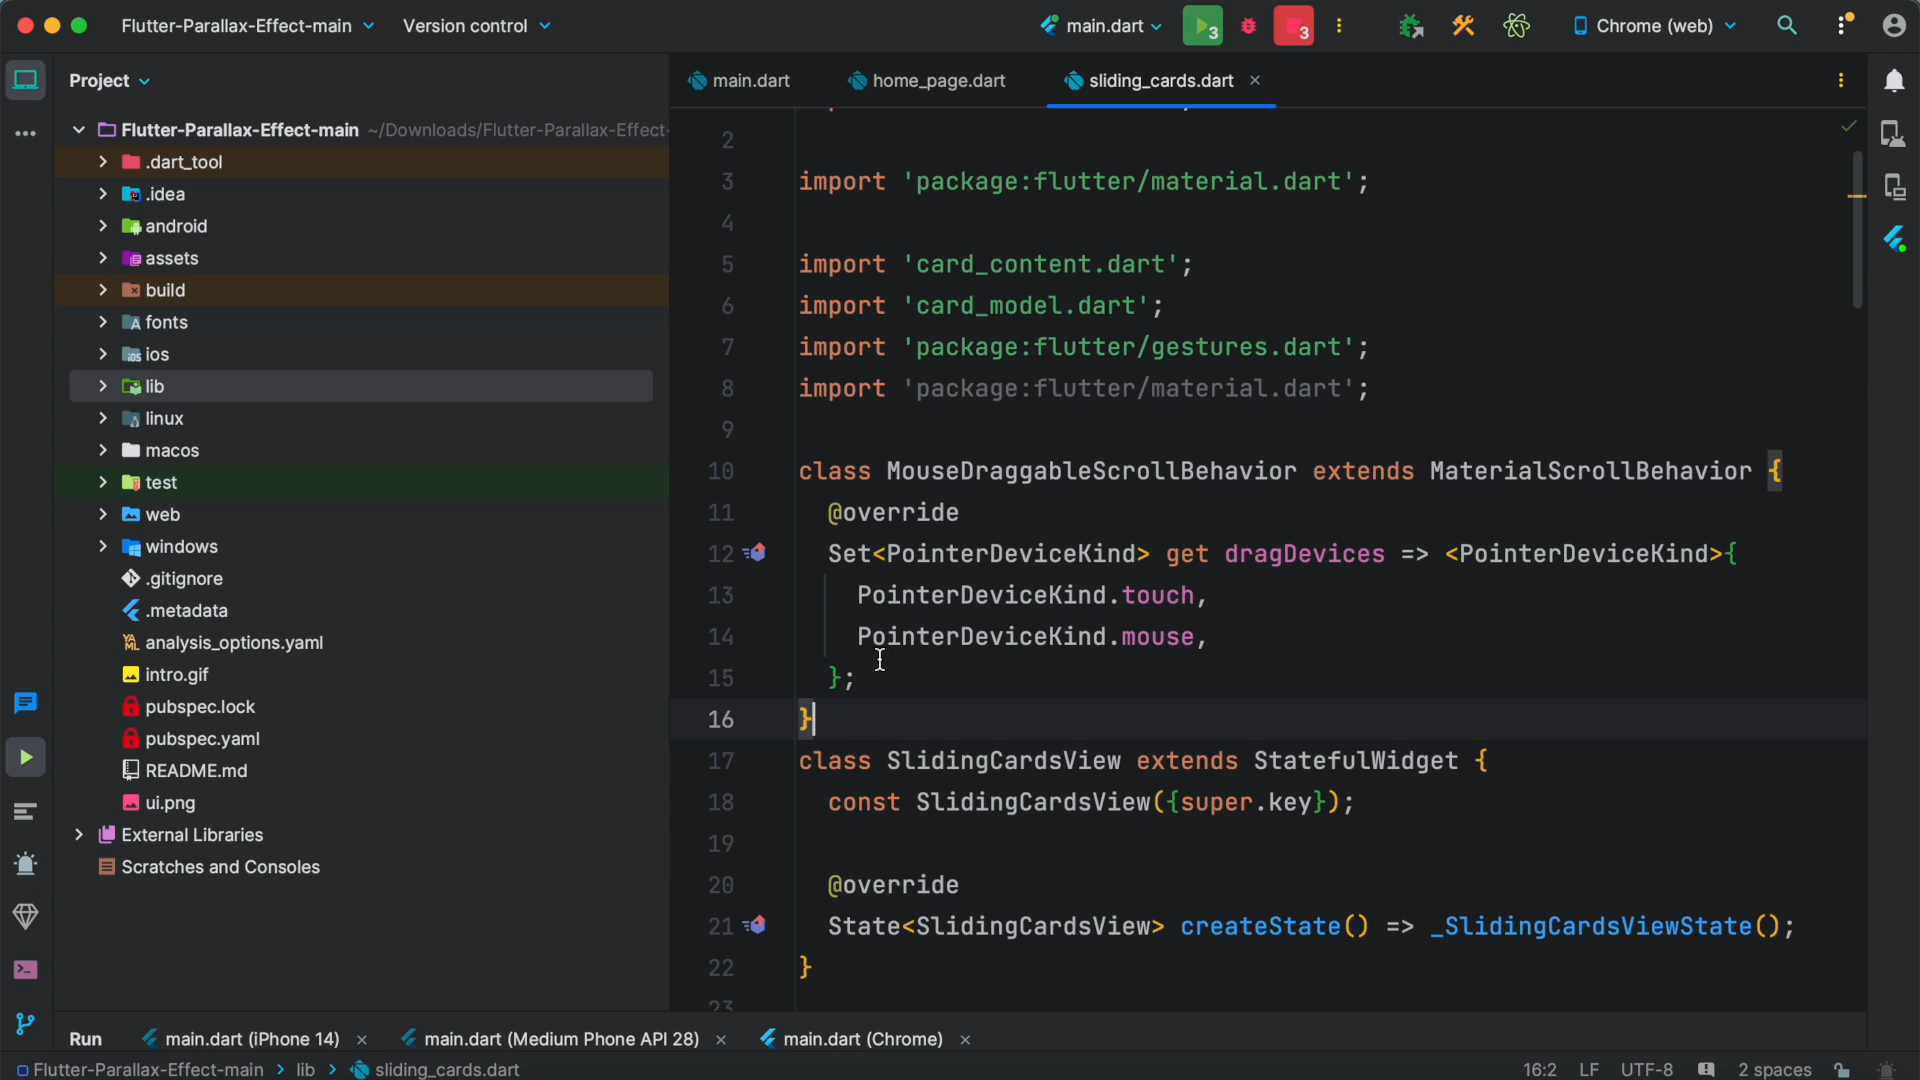 Flutter-Parallax-Effect-main
Version control
main.dart
3
3
Chrome (web)
Project
main.dart
home_page.dart
sliding_cards.dart
Flutter-Parallax-Effect-main ~/Downloads/Flutter-Parallax-Effect-
.dart_tool
.idea
android
assets
build
fonts
ios
lib
linux
macos
test
web
windows
.gitignore
.metadata
analysis_options.yaml
intro.gif
pubspec.lock
pubspec.yaml
README.md
ui.png
External Libraries
Scratches and Consoles
2
3 import 'package:flutter/material.dart';
4
5 import 'card_content.dart';
6 import 'card_model.dart';
7 import 'package:flutter/gestures.dart';
8 import 'package:flutter/material.dart';
9
10 class MouseDraggableScrollBehavior extends MaterialScrollBehavior {
11 @override
12 Set<PointerDeviceKind> get dragDevices => <PointerDeviceKind>{
13 PointerDeviceKind.touch,
14 PointerDeviceKind.mouse,
15 };
16 }
17 class SlidingCardsView extends StatefulWidget {
18 const SlidingCardsView({super.key});
19
20 @override
21 State<SlidingCardsView> createState() => _SlidingCardsViewState();
22 }
23
Run
main.dart (iPhone 14)
main.dart (Medium Phone API 28)
main.dart (Chrome)
Flutter-Parallax-Effect-main > lib > sliding_cards.dart
16:2 LF UTF-8 2 spaces